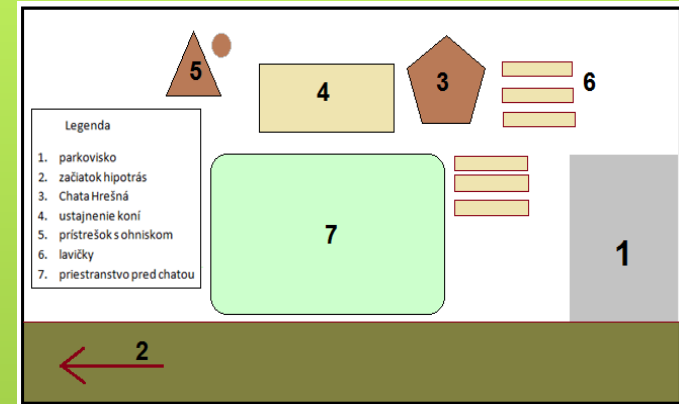 5
4
3
6
Legenda
1. parkovisko
2. začiatok hipotrás
3. Chata Hrešná
4. ustajnenie koní
5. prístrešok s ohniskom
6. lavičky
7. priestranstvo pred chatou
7
1
2